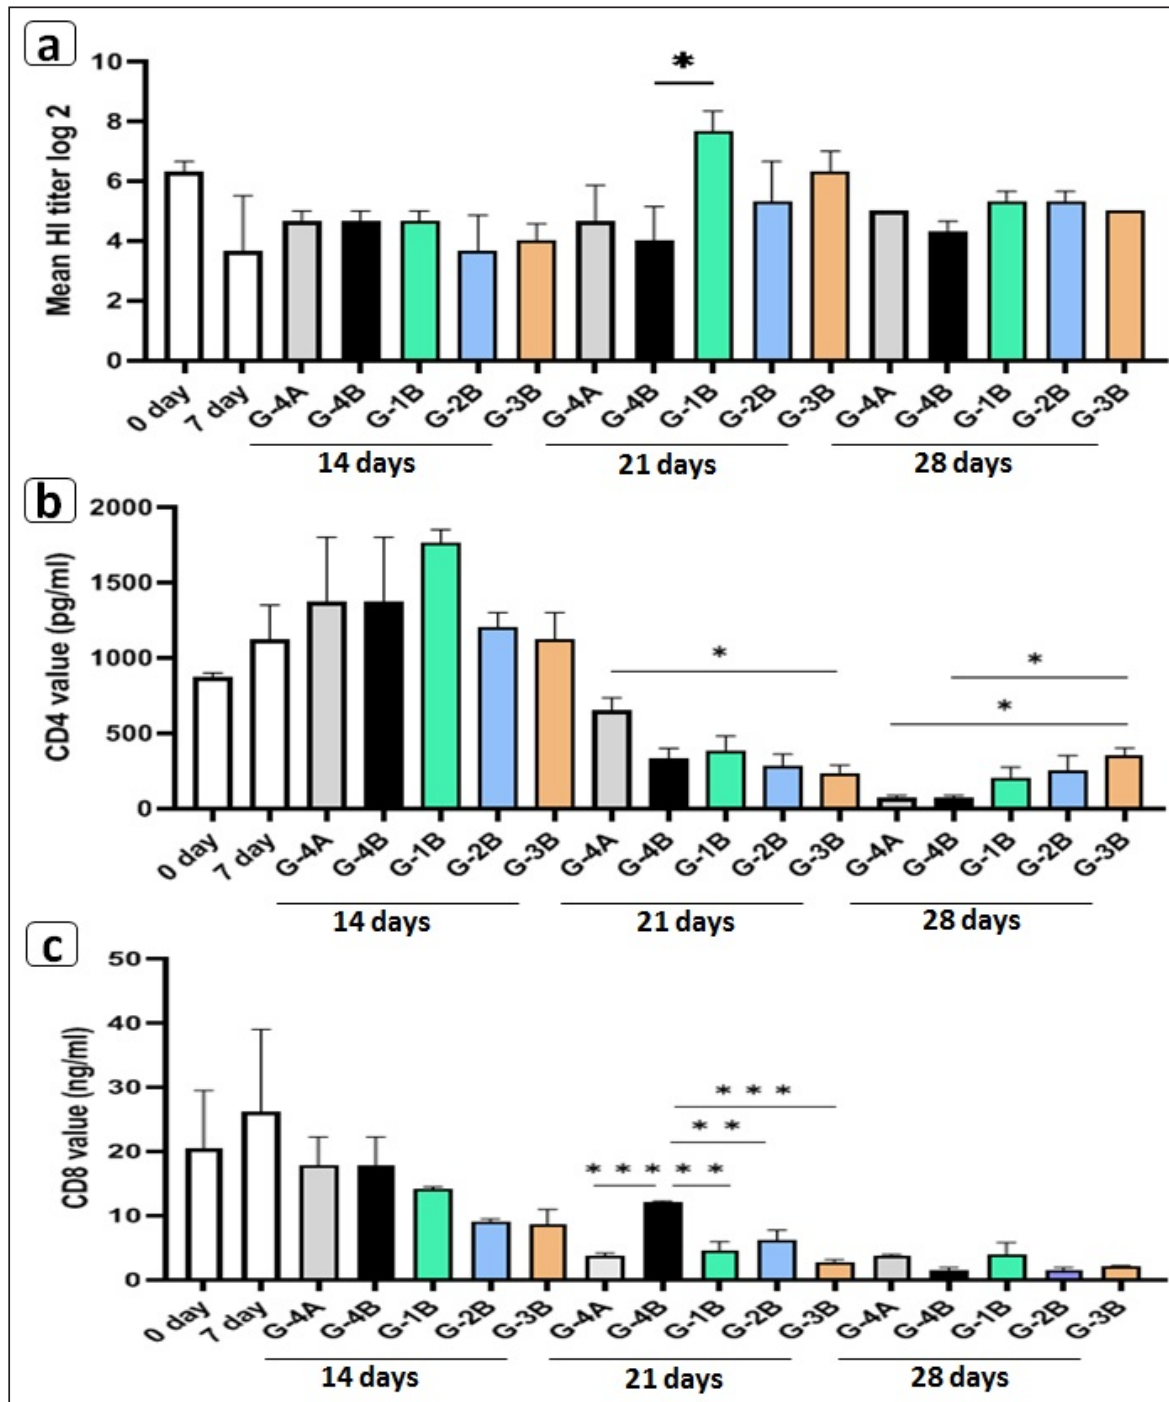 a
Mean HI titer log 2
10
8
6
4
2
0
*
0 day 7 day G-4A G-4B G-1B G-2B G-3B G-4A G-4B G-1B G-2B G-3B G-4A G-4B G-1B G-2B G-3B
14 days 21 days 28 days
b
CD4 value (pg/ml)
2000
1500
1000
500
0
*
*
*
0 day 7 day G-4A G-4B G-1B G-2B G-3B G-4A G-4B G-1B G-2B G-3B G-4A G-4B G-1B G-2B G-3B
14 days 21 days 28 days
c
CD8 value (ng/ml)
50
40
30
20
10
0
* * *
* *
* * * * *
0 day 7 day G-4A G-4B G-1B G-2B G-3B G-4A G-4B G-1B G-2B G-3B G-4A G-4B G-1B G-2B G-3B
14 days 21 days 28 days